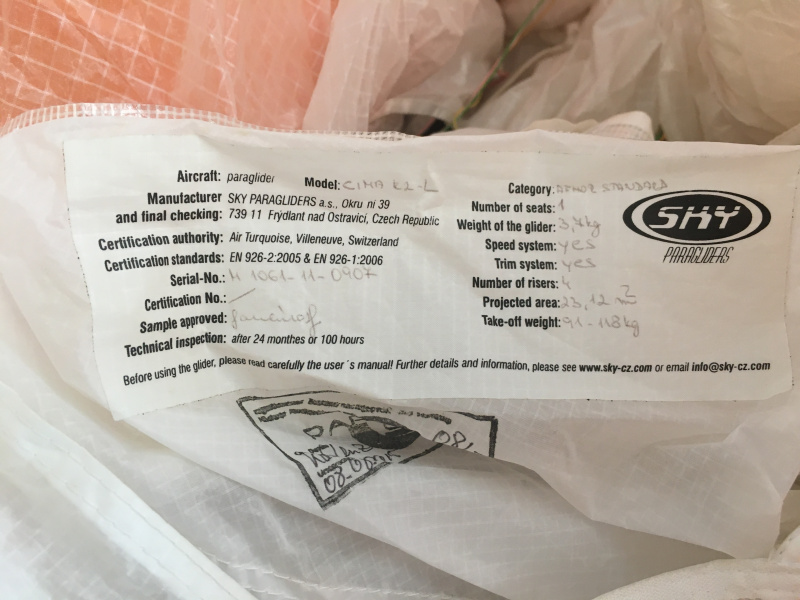 Aircraft: paraglider Model: CIMA K2-L
Manufacturer and final checking: SKY PARAGLIDERS a.s., Okru ni 39
739 11 Frýdlant nad Ostravicí, Czech Republic
Certification authority: Air Turquoise, Villeneuve, Switzerland
Certification standards: EN 926-2:2005 & EN 926-1:2006
Serial-No.: H 1061-11-0907
Certification No.: /
Sample approved:
Technical inspection: after 24 monthes or 100 hours
Category: STANDARD
Number of seats: 1
Weight of the glider: 3,7kg
Speed system: yes
Trim system: yes
Number of risers: 4
Projected area: 23,12 m²
Take-off weight: 91-118kg
SKY
PARAGLIDERS
Before using the glider, please read carefully the user´s manual! Further details and information, please see www.sky-cz.com or email info@sky-cz.com